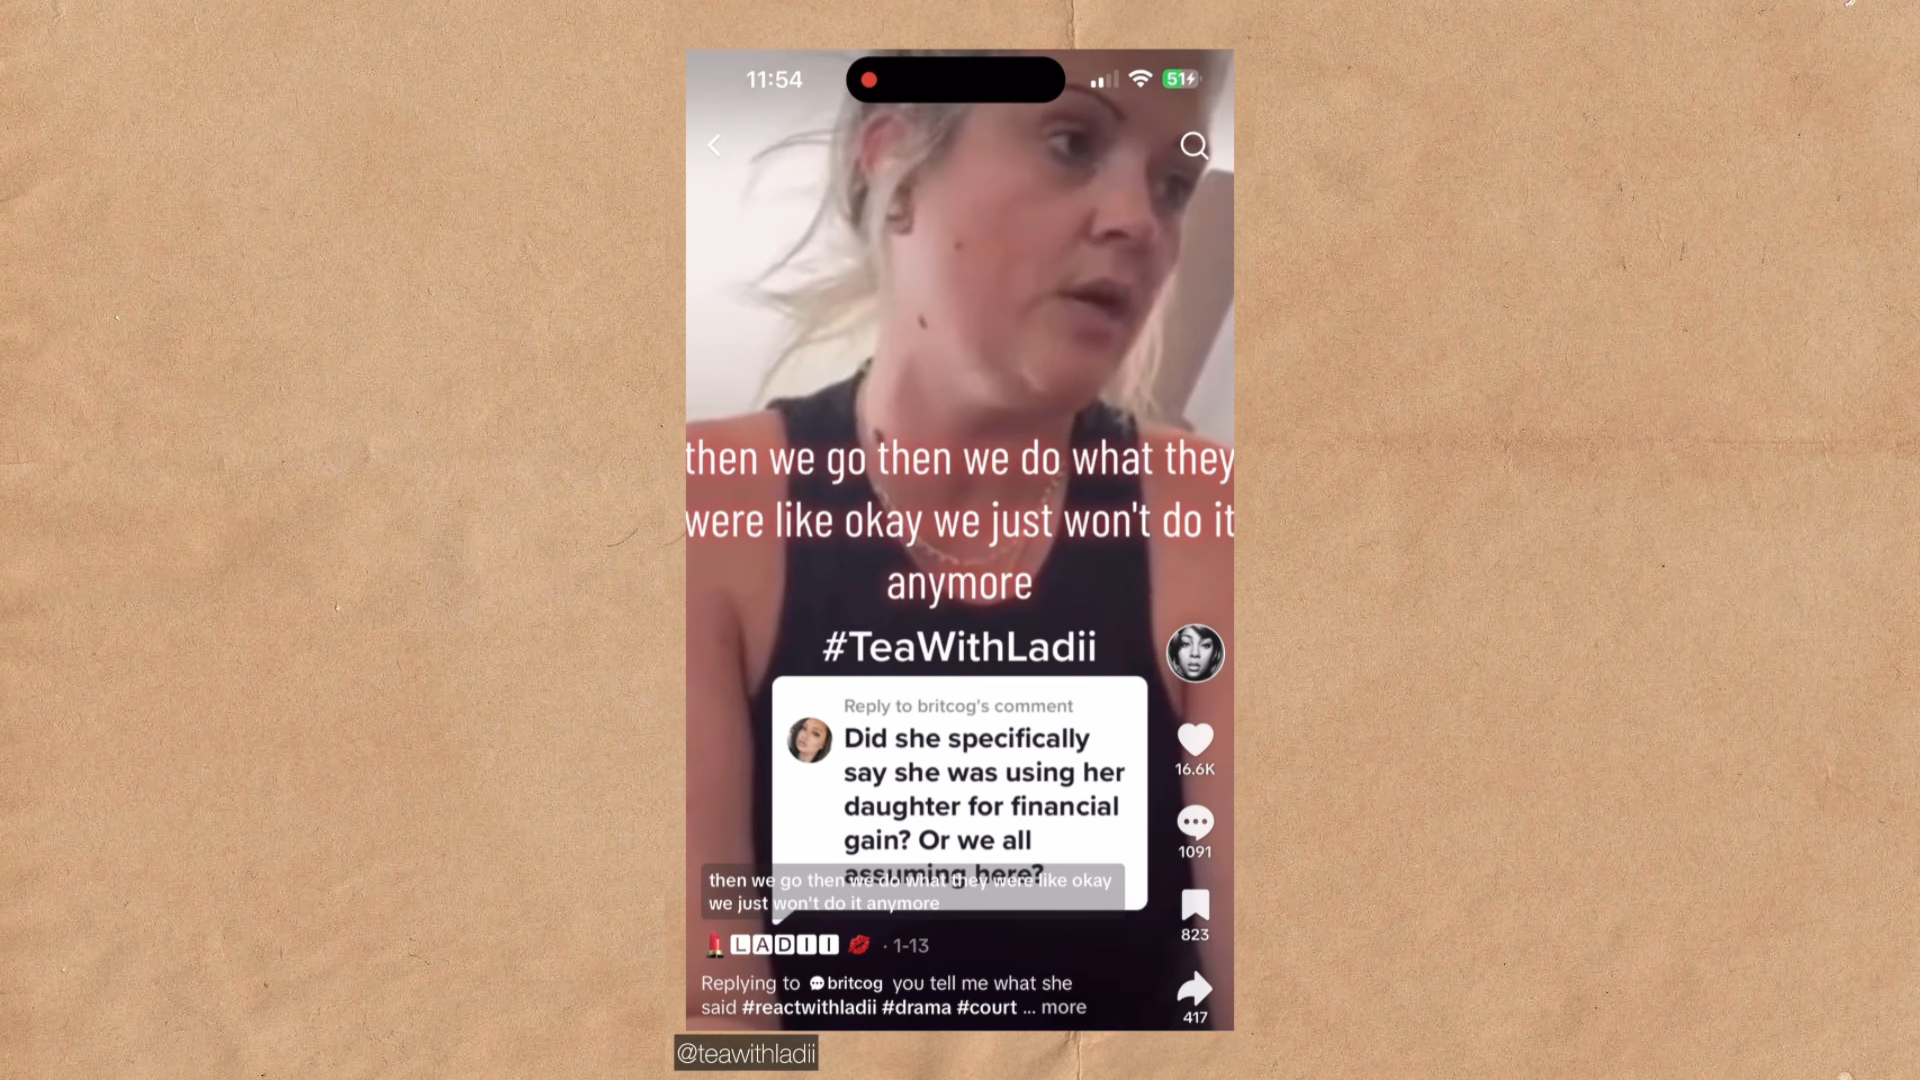 11:54
51
then we go then we do what they
were like okay we just won't do it
anymore
#TeaWithLadii
Reply to britcog's comment
Did she specifically
say she was using her
daughter for financial
gain? Or we all
assuming here?
then we go then we do what they were like okay
we just won't do it anymore
16.6K
1091
823
417
💄🄻🄰🄳🄸🄸 💋 · 1-13
Replying to 💬britcog you tell me what she
said #reactwithladii #drama #court ... more
@teawithladii